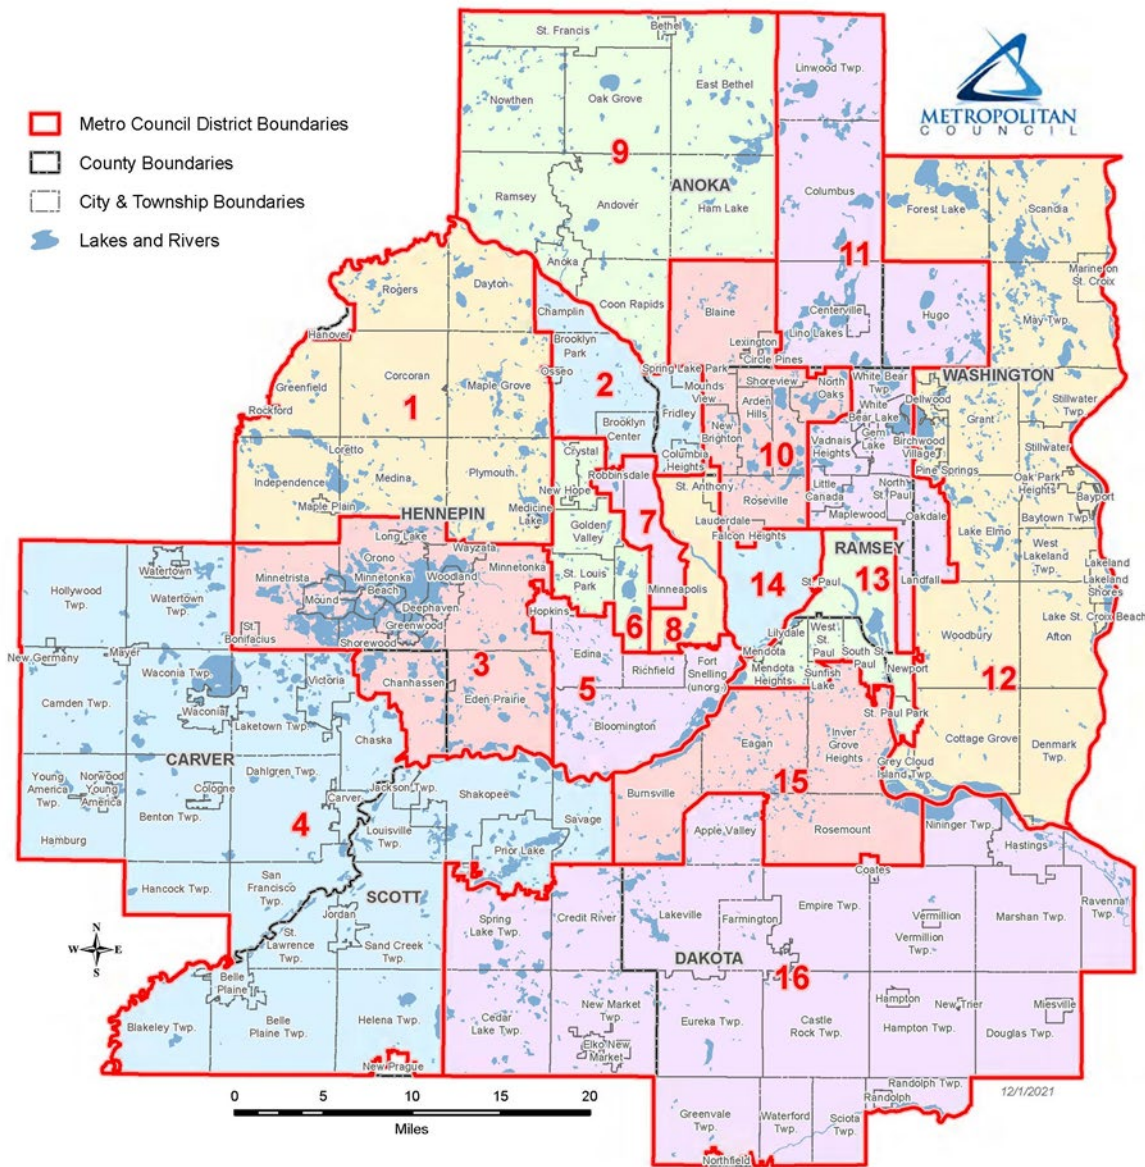 METROPOLITAN
COUNCIL
Metro Council District Boundaries
County Boundaries
City & Township Boundaries
Lakes and Rivers
St. Francis
Bethel
Linwood Twp.
East Bethel
Nowthen
Oak Grove
9
ANOKA
Ramsey
Andover
Ham Lake
Columbus
Forest Lake
Scandia
11
Anoka
Marine on
St. Croix
Rogers
Dayton
Coon Rapids
Champlin
Blaine
Centerville
Lino Lakes
Hugo
May Twp.
Hanover
Brooklyn
Park
Lexington
Circle Pines
Osseo
Spring Lake Park
Corcoran
Maple Grove
Greenfield
Rockford
1
2
Mounds
View
Shoreview
Arden
Hills
North
Oaks
White Bear
Twp.
White
Bear Lake
WASHINGTON
Dellwood
Grant
Stillwater
Twp.
Fridley
Brooklyn
Center
New
Brighton
10
Gem
Lake
Birchwood
Village
Vadnais
Heights
Stillwater
Loretto
Crystal
Columbia
Heights
Pine Springs
Independence
Medina
Plymouth
Robbinsdale
St. Anthony
Little
Canada
North
St. Paul
Oak Park
Heights
Bayport
New Hope
Roseville
Maple Plain
Medicine
Lake
Maplewood
Oakdale
Baytown Twp.
HENNEPIN
7
Lauderdale
Falcon Heights
Lake Elmo
Golden
Valley
Long Lake
Wayzata
RAMSEY
West
Lakeland
Twp.
Orono
Minnetonka
Beach
Woodland
Minnetonka
Hollywood
Twp.
Watertown
Watertown
Twp.
Minnetrista
St. Louis
Park
Minneapolis
14
St. Paul
13
Landfall
Lakeland
Lakeland
Shores
Mound
Deephaven
Greenwood
Hopkins
6
8
Lake St. Croix Beach
St.
Bonifacius
Shorewood
Lilydale
West
St.
Paul
Woodbury
Afton
New Germany
Mayer
Edina
Mendota
Mendota
Heights
South St.
Paul
Newport
Waconia Twp.
Victoria
3
Richfield
Fort
Snelling
(unorg.)
Sunfish
Lake
12
Chanhassen
Eden Prairie
5
Camden Twp.
Waconia
Laketown Twp.
Bloomington
St. Paul Park
Chaska
Eagan
Inver
Grove
Heights
Cottage Grove
Denmark
Twp.
CARVER
Grey Cloud
Island Twp.
Young
America
Twp.
Norwood
Young
America
Dahlgren Twp.
Cologne
Jackson Twp.
Shakopee
15
Burnsville
Carver
Benton Twp.
4
Louisville
Twp.
Savage
Apple Valley
Rosemount
Nininger Twp.
Hamburg
Prior Lake
Hastings
Coates
Hancock Twp.
San
Francisco
Twp.
SCOTT
Jordan
Spring
Lake Twp.
Credit River
Lakeville
Farmington
Empire Twp.
Vermillion
Vermillion
Twp.
Marshan Twp.
Ravenna
Twp.
St.
Lawrence
Twp.
Sand Creek
Twp.
N
W E
S
DAKOTA
16
Belle
Plaine
Blakeley Twp.
Belle
Plaine Twp.
Helena Twp.
Cedar
Lake Twp.
New Market
Twp.
Eureka Twp.
Castle
Rock Twp.
Hampton
Hampton Twp.
New Trier
Miesville
Douglas Twp.
Elko New
Market
New Prague
Randolph Twp.
Randolph
12/1/2021
Greenvale
Twp.
Waterford
Twp.
Sciota
Twp.
Northfield
0 5 10 15 20
Miles